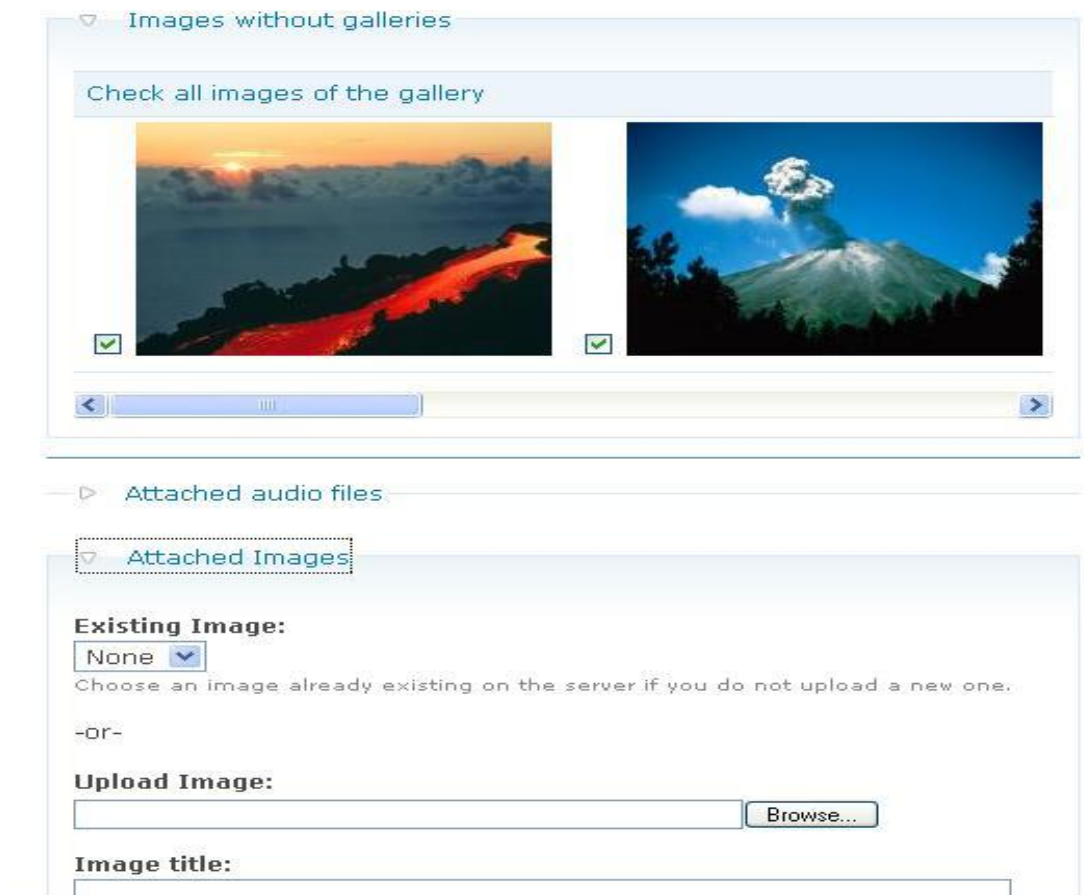 Images without galleries
Check all images of the gallery
Attached audio files
Attached Images
Existing Image:
None
Choose an image already existing on the server if you do not upload a new one.
-or-
Upload Image:
Browse...
Image title: